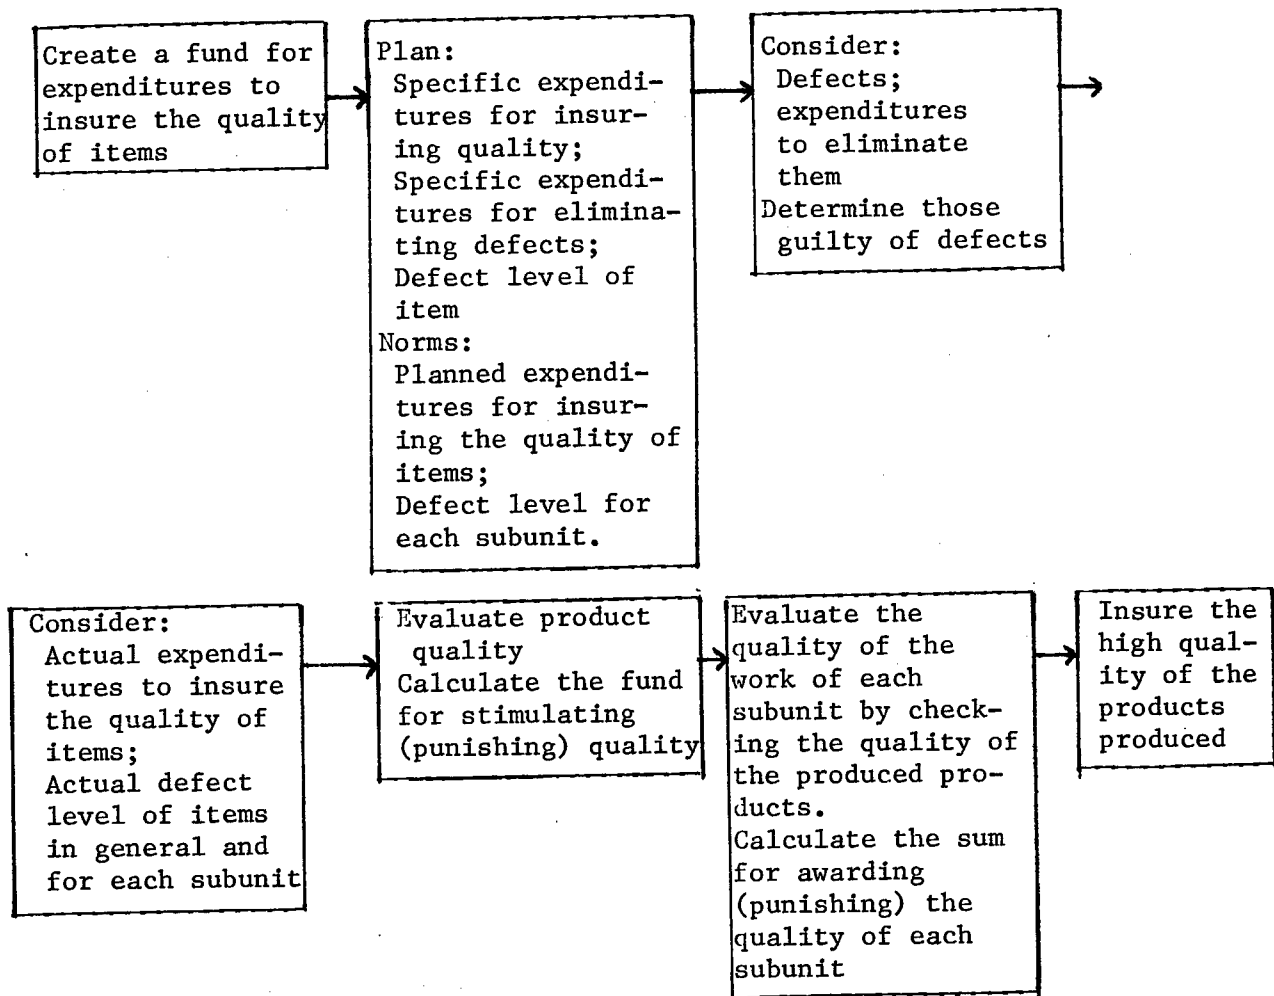 Create a fund for
expenditures to
insure the quality
of items
Plan:
Specific expendi-
tures for insur-
ing quality;
Specific expendi-
tures for elimina-
ting defects;
Defect level of
item
Norms:
Planned expendi-
tures for insur-
ing the quality of
items;
Defect level for
each subunit.
Consider:
Defects;
expenditures
to eliminate
them
Determine those
guilty of defects
Consider:
Actual expendi-
tures to insure
the quality of
items;
Actual defect
level of items
in general and
for each subunit
Evaluate product
quality
Calculate the fund
for stimulating
(punishing) quality
Evaluate the
quality of the
work of each
subunit by check-
ing the quality of
the produced pro-
ducts.
Calculate the sum
for awarding
(punishing) the
quality of each
subunit
Insure the
high qual-
ity of the
products
produced